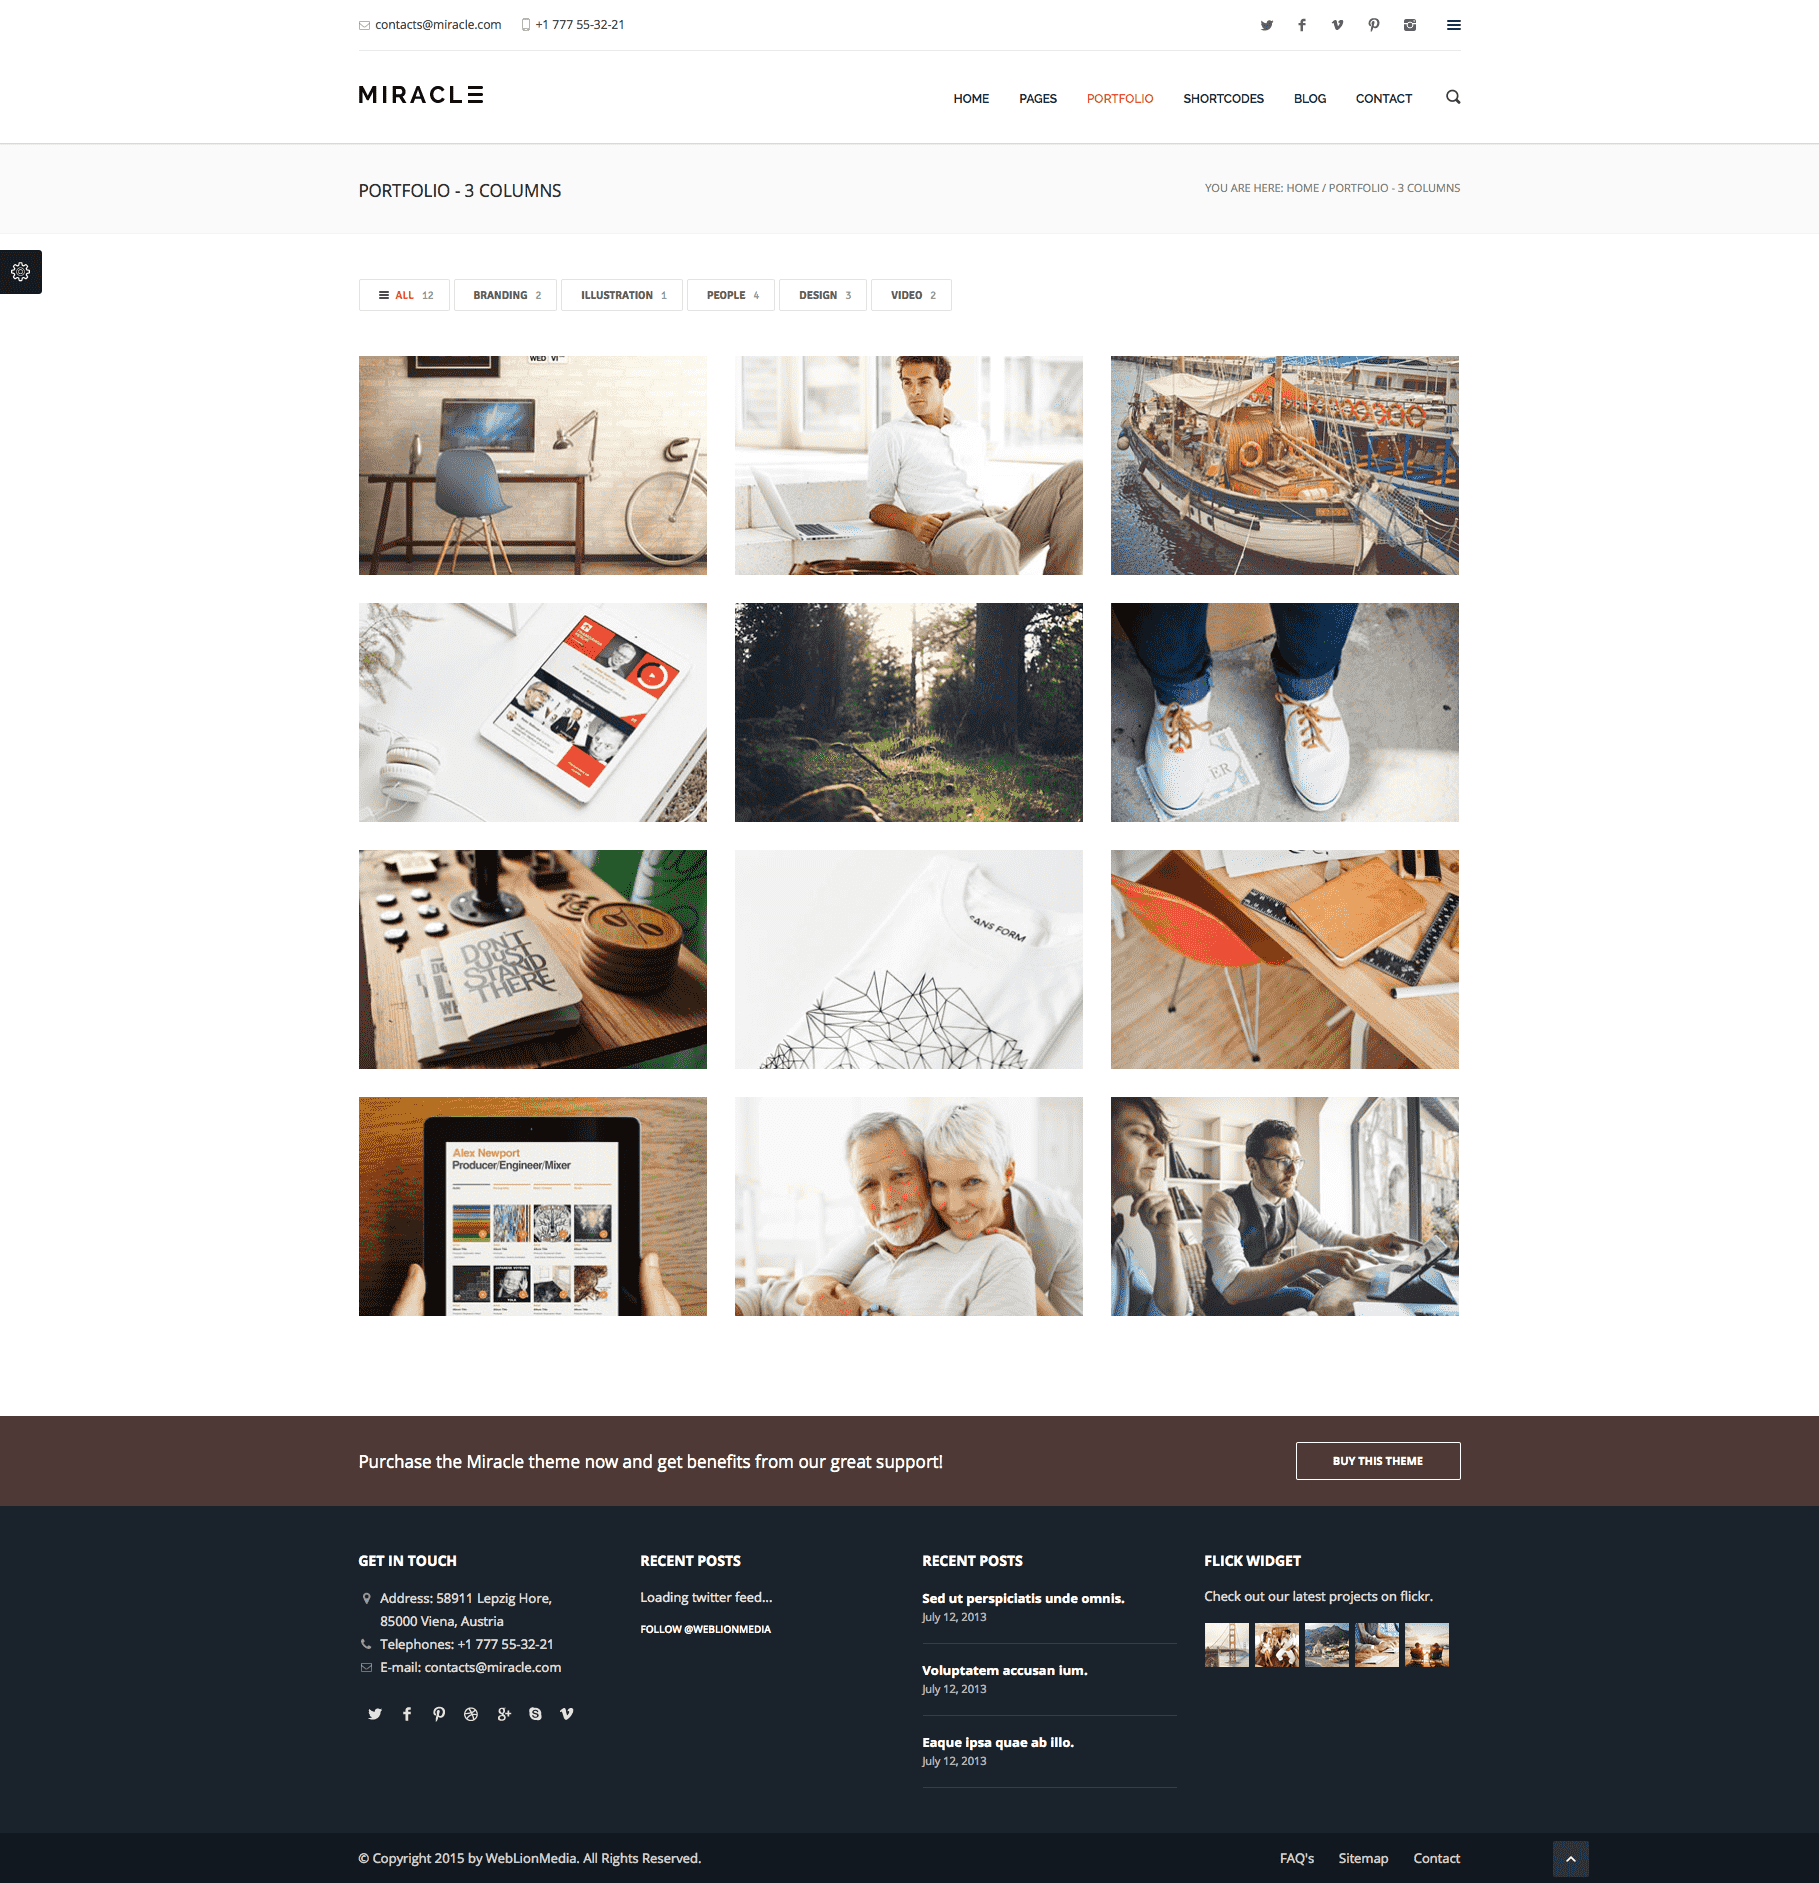 contacts@miracle.com +1 777 55-32-21
MIRACLE
HOME PAGES PORTFOLIO SHORTCODES BLOG CONTACT
PORTFOLIO - 3 COLUMNS
YOU ARE HERE: HOME / PORTFOLIO - 3 COLUMNS
ALL 12 BRANDING 2 ILLUSTRATION 1 PEOPLE 4 DESIGN 3 VIDEO 2
WED VI
ER
DON'T
JUST
STAND
THERE
SANS FORM
Alex Newport
Producer/Engineer/Mixer
Purchase the Miracle theme now and get benefits from our great support!
BUY THIS THEME
GET IN TOUCH
Address: 58911 Lepzig Hore,
85000 Viena, Austria
Telephones: +1 777 55-32-21
E-mail: contacts@miracle.com
RECENT POSTS
Loading twitter feed...
FOLLOW @WEBLIONMEDIA
RECENT POSTS
Sed ut perspiciatis unde omnis.
July 12, 2013
Voluptatem accusan ium.
July 12, 2013
Eaque ipsa quae ab illo.
July 12, 2013
FLICK WIDGET
Check out our latest projects on flickr.
© Copyright 2015 by WebLionMedia. All Rights Reserved.
FAQ's Sitemap Contact